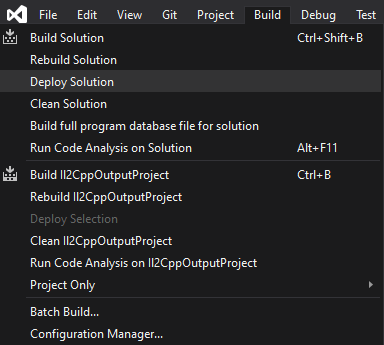 File Edit View Git Project Build Debug Test
Build Solution Ctrl+Shift+B
Rebuild Solution
Deploy Solution
Clean Solution
Build full program database file for solution
Run Code Analysis on Solution Alt+F11
Build Il2CppOutputProject Ctrl+B
Rebuild Il2CppOutputProject
Deploy Selection
Clean Il2CppOutputProject
Run Code Analysis on Il2CppOutputProject
Project Only
Batch Build...
Configuration Manager...